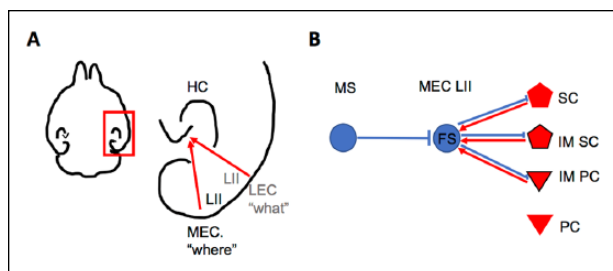 A
HC
LII
LEC
"what"
LII
MEC.
"where"
B
MS
MEC LII
FS
SC
IM SC
IM PC
PC